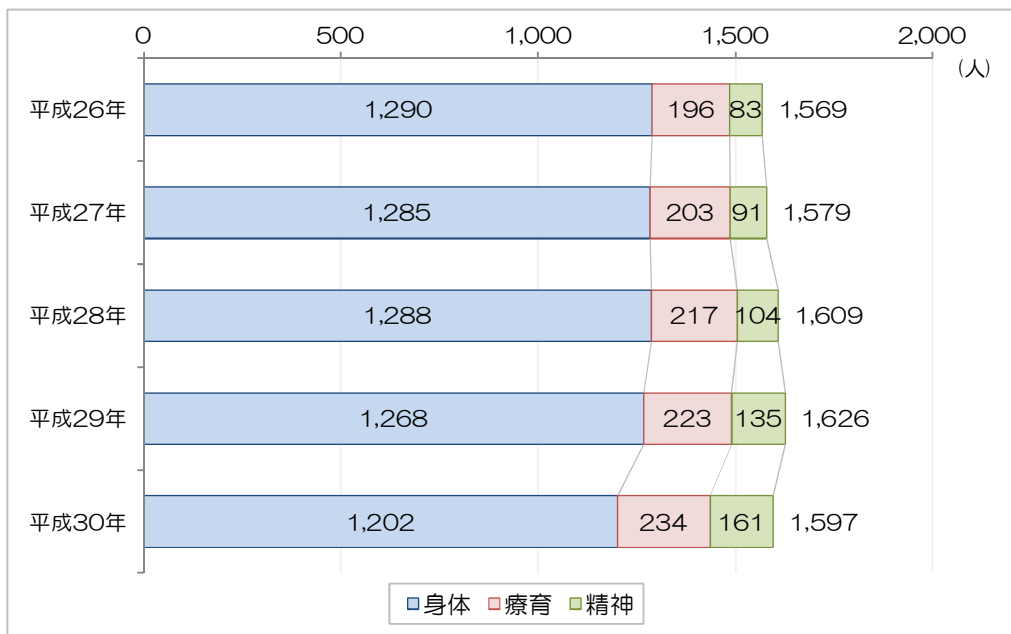 0 500 1,000 1,500 2,000
(人)
平成26年 1,290 196 83 1,569
平成27年 1,285 203 91 1,579
平成28年 1,288 217 104 1,609
平成29年 1,268 223 135 1,626
平成30年 1,202 234 161 1,597
身体 療育 精神